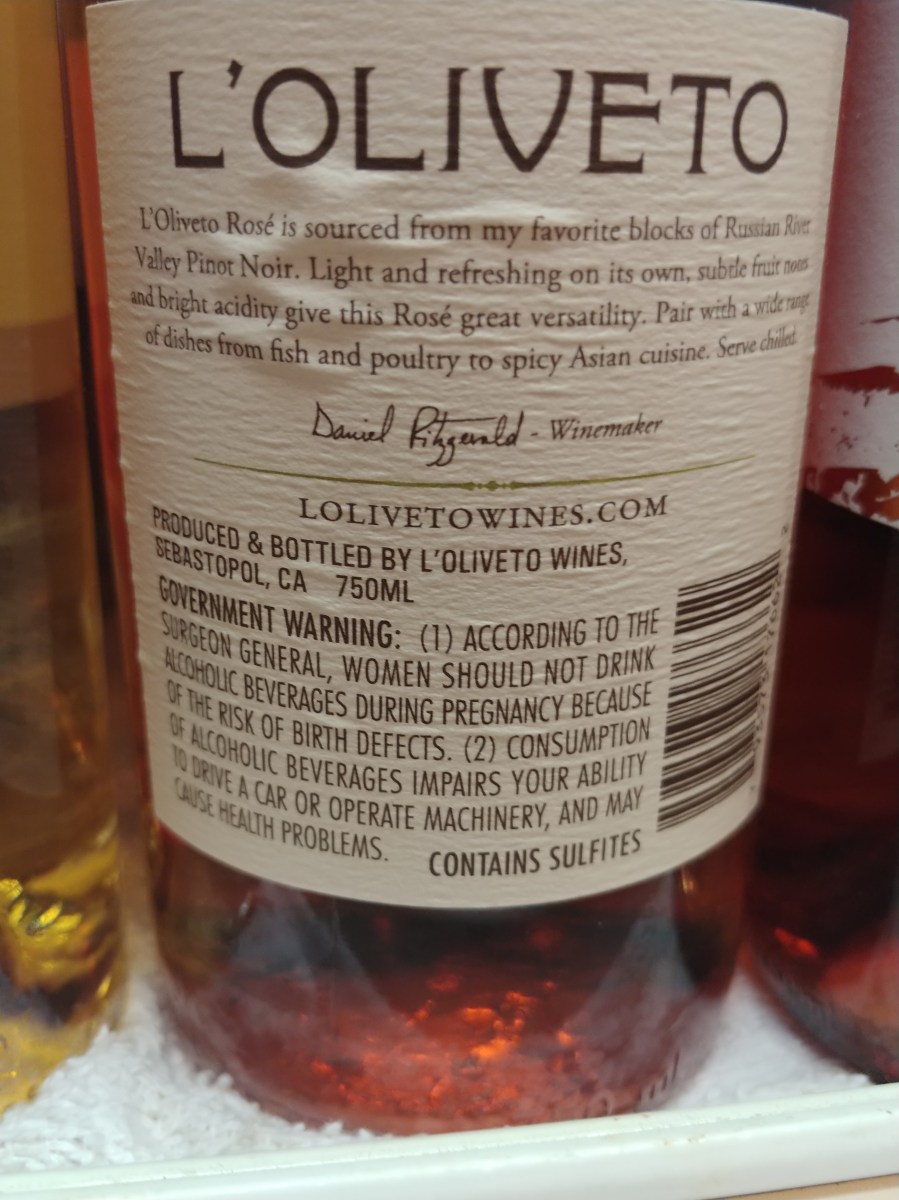 L'OLIVETO
L'Oliveto Rosé is sourced from my favorite blocks of Russian River
Valley Pinot Noir. Light and refreshing on its own, subtle fruit notes
and bright acidity give this Rosé great versatility. Pair with a wide range
of dishes from fish and poultry to spicy Asian cuisine. Serve chilled.
Daniel Fitzgerald - Winemaker
LOLIVETOWINES.COM
PRODUCED & BOTTLED BY L'OLIVETO WINES,
SEBASTOPOL, CA 750ML
GOVERNMENT WARNING: (1) ACCORDING TO THE
SURGEON GENERAL, WOMEN SHOULD NOT DRINK
ALCOHOLIC BEVERAGES DURING PREGNANCY BECAUSE
OF THE RISK OF BIRTH DEFECTS. (2) CONSUMPTION
OF ALCOHOLIC BEVERAGES IMPAIRS YOUR ABILITY
TO DRIVE A CAR OR OPERATE MACHINERY, AND MAY
CAUSE HEALTH PROBLEMS. CONTAINS SULFITES